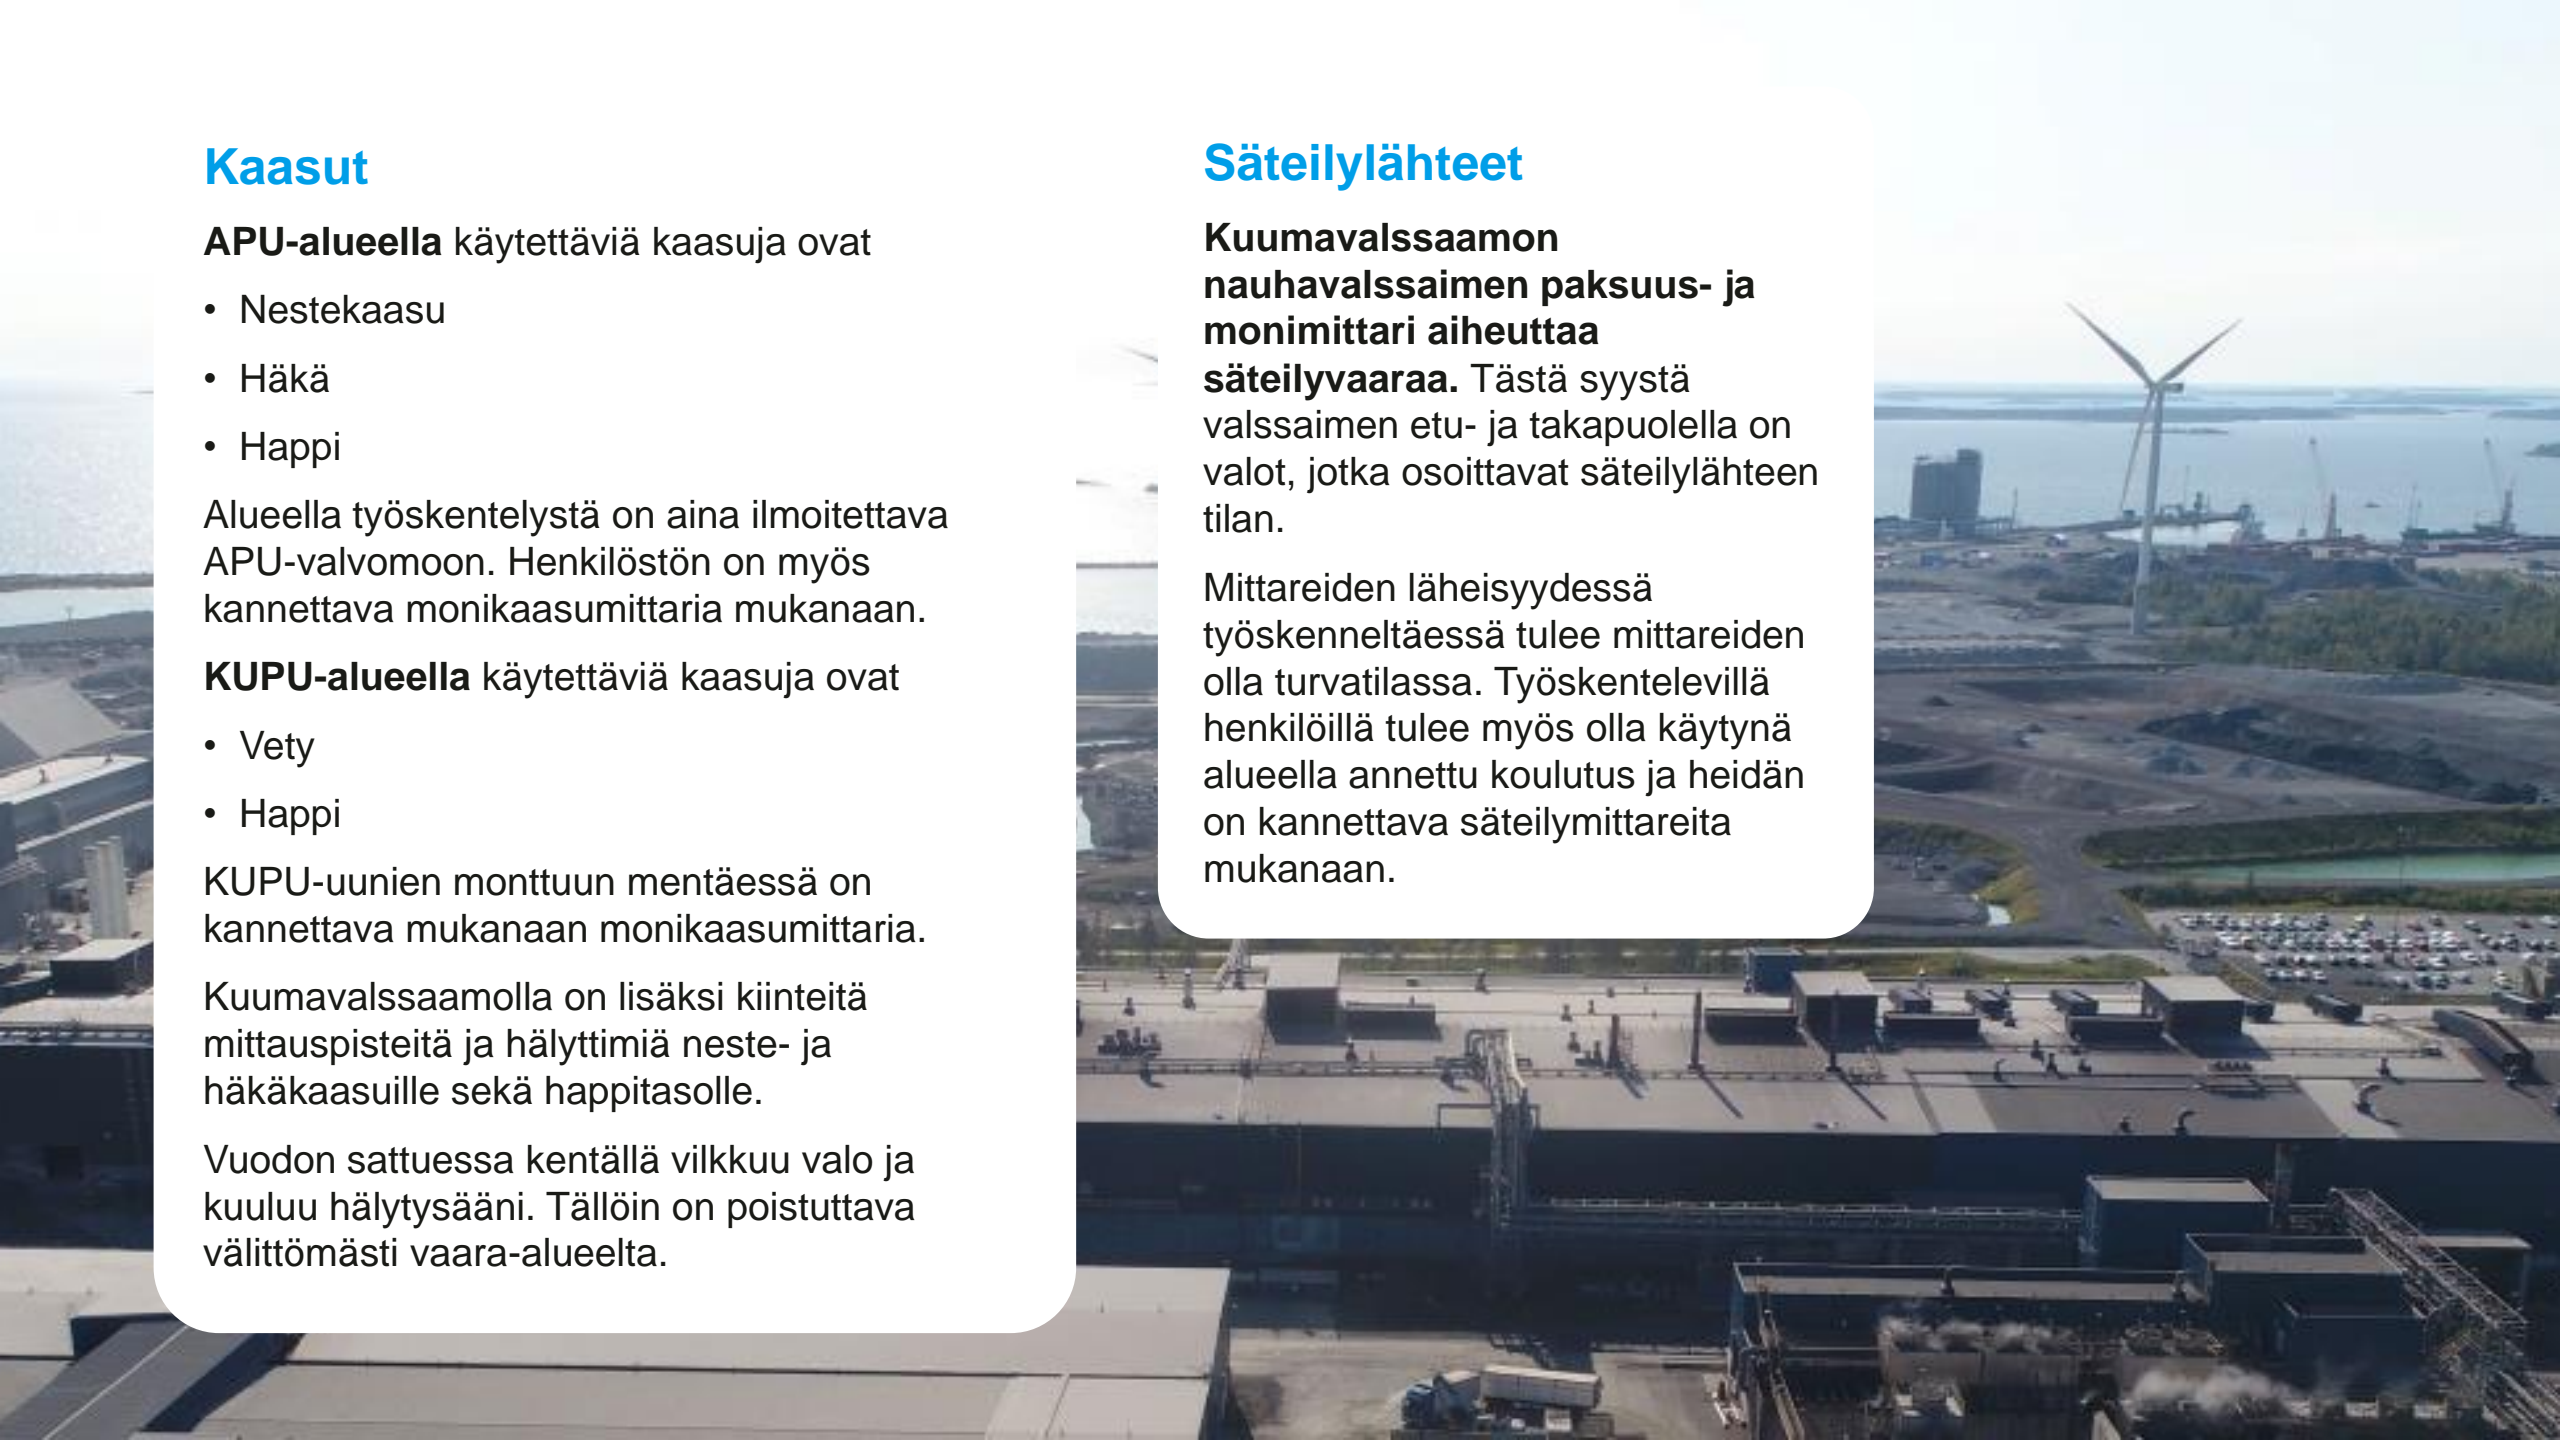 Kaasut
APU-alueella käytettäviä kaasuja ovat
• Nestekaasu
• Häkä
• Happi
Alueella työskentelystä on aina ilmoitettava
APU-valvomoon. Henkilöstön on myös
kannettava monikaasumittaria mukanaan.
KUPU-alueella käytettäviä kaasuja ovat
• Vety
• Happi
KUPU-uunien monttuun mentäessä on
kannettava mukanaan monikaasumittaria.
Kuumavalssaamolla on lisäksi kiinteitä
mittauspisteitä ja hälyttimiä neste- ja
häkäkaasuille sekä happitasolle.
Vuodon sattuessa kentällä vilkkuu valo ja
kuuluu hälytysääni. Tällöin on poistuttava
välittömästi vaara-alueelta.
Säteilylähteet
Kuumavalssaamon
nauhavalssaimen paksuus- ja
monimittari aiheuttaa
säteilyvaaraa. Tästä syystä
valssaimen etu- ja takapuolella on
valot, jotka osoittavat säteilylähteen
tilan.
Mittareiden läheisyydessä
työskenneltäessä tulee mittareiden
olla turvatilassa. Työskentelevillä
henkilöillä tulee myös olla käytynä
alueella annettu koulutus ja heidän
on kannettava säteilymittareita
mukanaan.